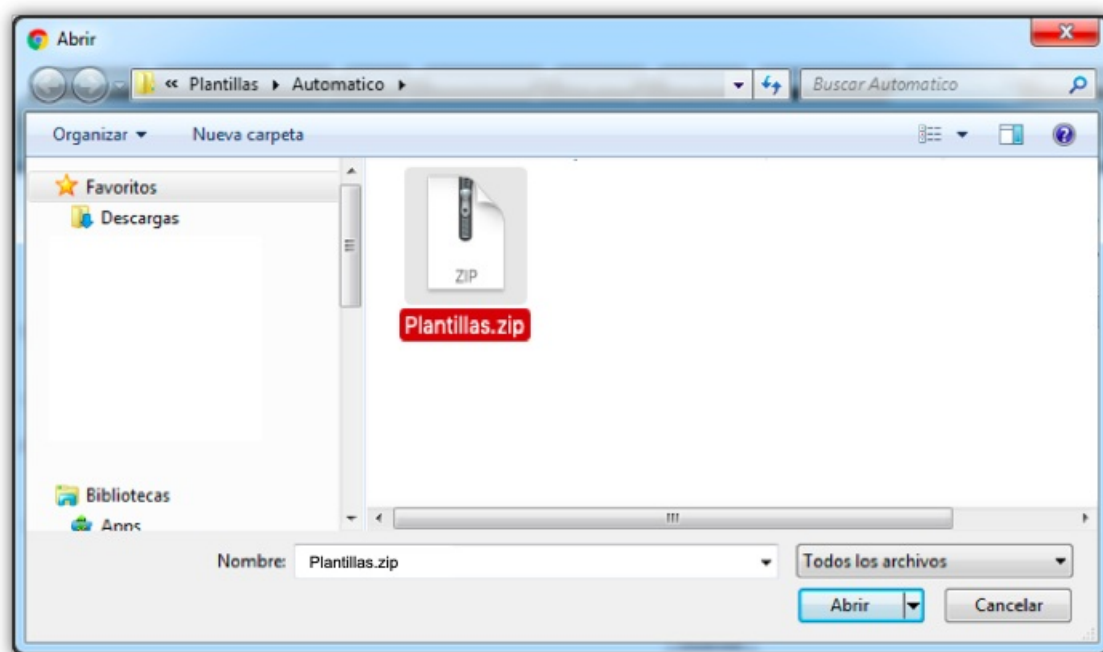 Abrir
« Plantillas Automatico
Buscar Automatico
Organizar
Nueva carpeta
Favoritos
Descargas
Bibliotecas
Apps
ZIP
Plantillas.zip
Nombre: Plantillas.zip
Todos los archivos
Abrir
Cancelar